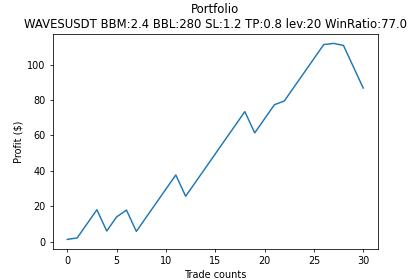 Portfolio
WAVESUSDT BBM:2.4 BBL:280 SL:1.2 TP:0.8 lev:20 WinRatio:77.0
100
80
60
40
20
0
Profit ($)
0 5 10 15 20 25 30
Trade counts